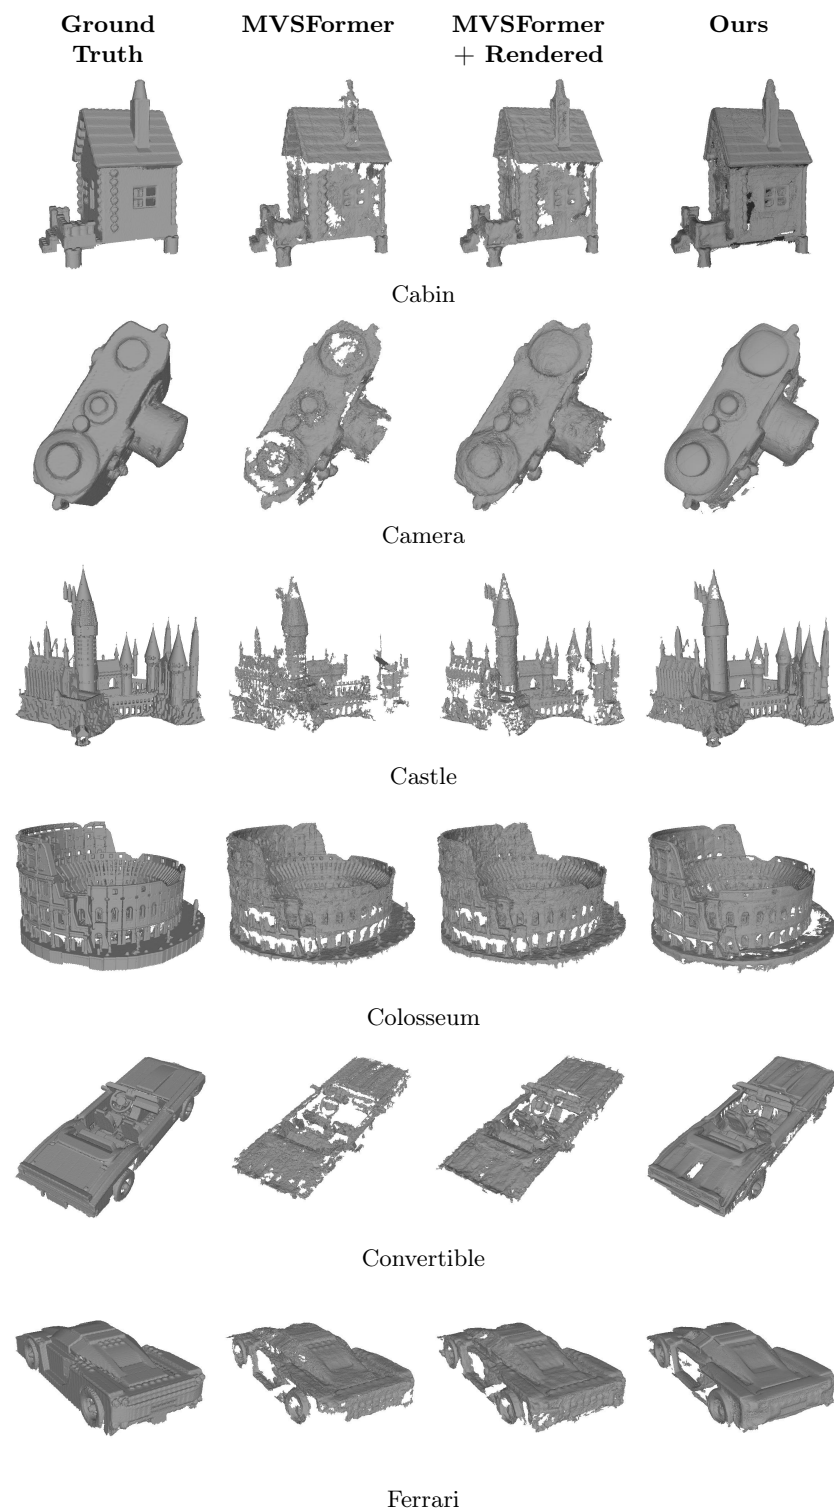 Ground Truth
MVSFormer
MVSFormer + Rendered
Ours
Cabin
Camera
Castle
Colosseum
Convertible
Ferrari